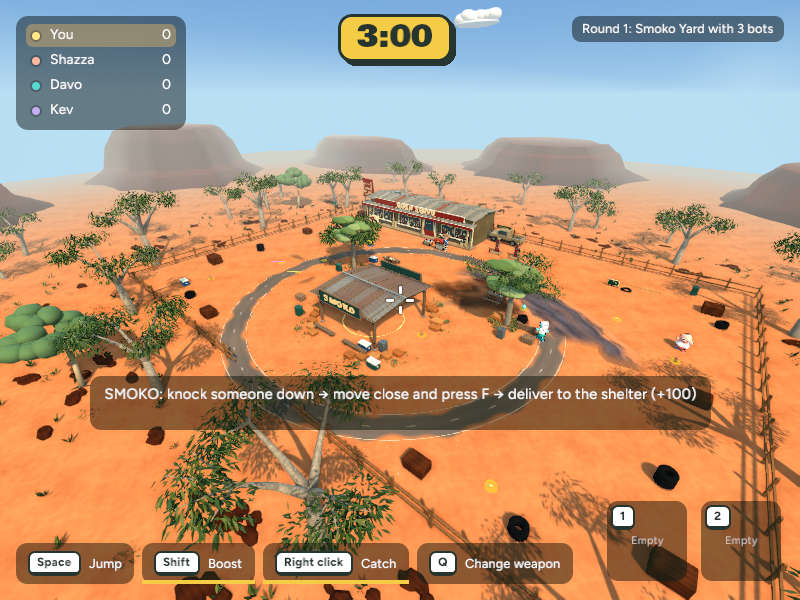 You 0
Shazza 0
Davo 0
Kev 0
3:00
Round 1: Smoko Yard with 3 bots
SMOKO
SMOKO: knock someone down → move close and press F → deliver to the shelter (+100)
1
Empty
2
Empty
Space Jump
Shift Boost
Right click Catch
Q Change weapon